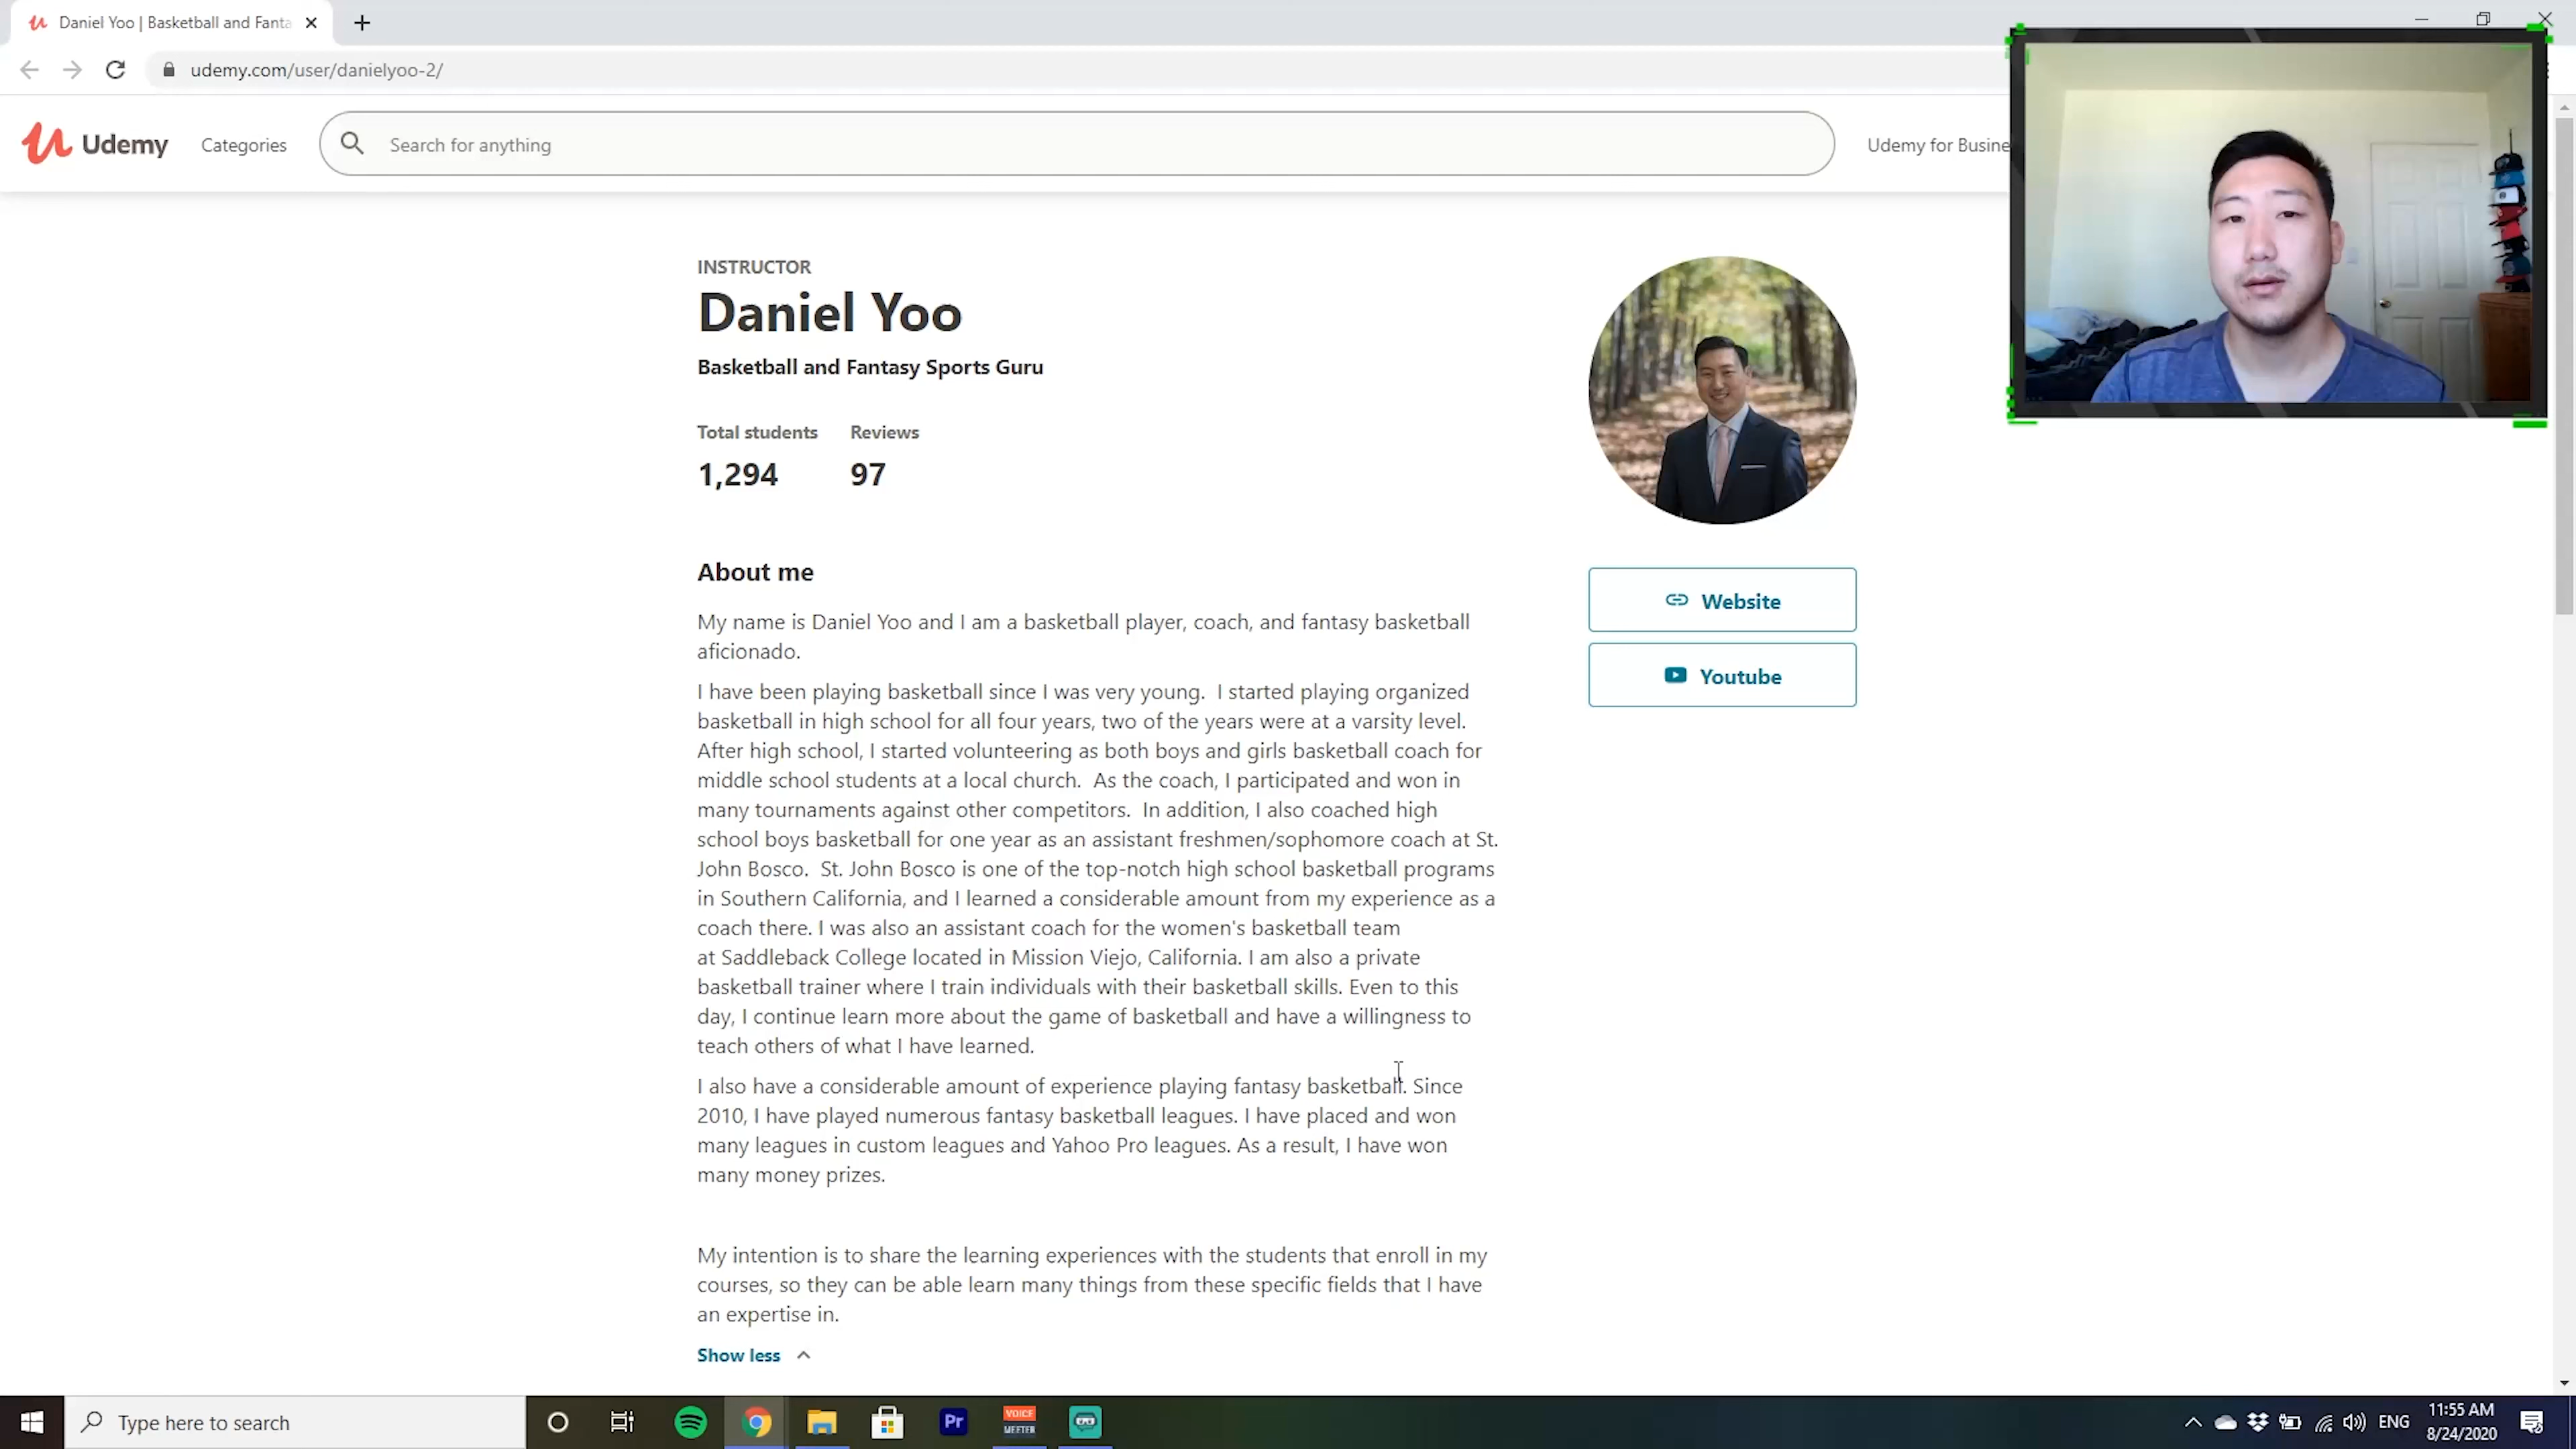 Daniel Yoo | Basketball and Fanta
udemy.com/user/danielyoo-2/
Udemy
Categories
Search for anything
Udemy for Busine
INSTRUCTOR
Daniel Yoo
Basketball and Fantasy Sports Guru
Total students Reviews
1,294 97
About me
My name is Daniel Yoo and I am a basketball player, coach, and fantasy basketball
aficionado.
I have been playing basketball since I was very young.  I started playing organized
basketball in high school for all four years, two of the years were at a varsity level.
After high school, I started volunteering as both boys and girls basketball coach for
middle school students at a local church.  As the coach, I participated and won in
many tournaments against other competitors.  In addition, I also coached high
school boys basketball for one year as an assistant freshmen/sophomore coach at St.
John Bosco.  St. John Bosco is one of the top-notch high school basketball programs
in Southern California, and I learned a considerable amount from my experience as a
coach there. I was also an assistant coach for the women's basketball team
at Saddleback College located in Mission Viejo, California. I am also a private
basketball trainer where I train individuals with their basketball skills. Even to this
day, I continue learn more about the game of basketball and have a willingness to
teach others of what I have learned.
I also have a considerable amount of experience playing fantasy basketball. Since
2010, I have played numerous fantasy basketball leagues. I have placed and won
many leagues in custom leagues and Yahoo Pro leagues. As a result, I have won
many money prizes.
My intention is to share the learning experiences with the students that enroll in my
courses, so they can be able learn many things from these specific fields that I have
an expertise in.
Show less
Website
Youtube
Type here to search
Pr
VOICE
MEETER
ENG
11:55 AM
8/24/2020